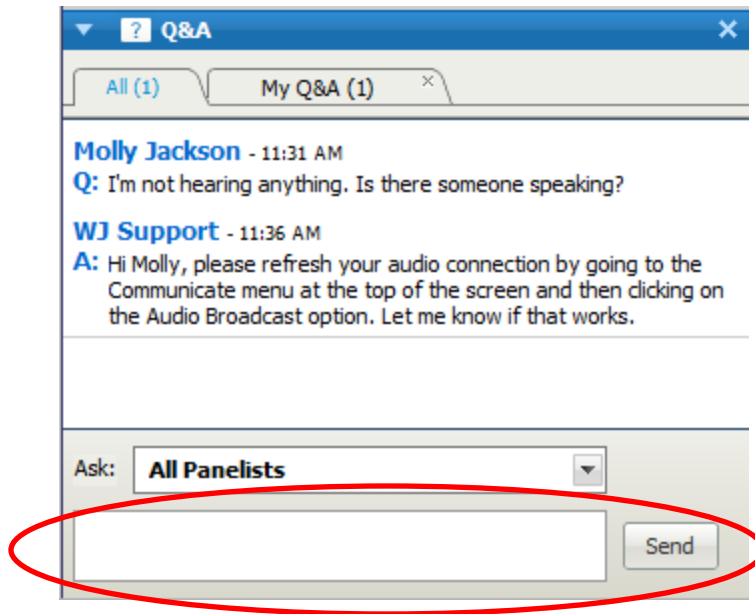 ? Q&A
All (1) My Q&A (1)
Molly Jackson - 11:31 AM
Q: I'm not hearing anything. Is there someone speaking?
WJ Support - 11:36 AM
A: Hi Molly, please refresh your audio connection by going to the
Communicate menu at the top of the screen and then clicking on
the Audio Broadcast option. Let me know if that works.
Ask: All Panelists
Send